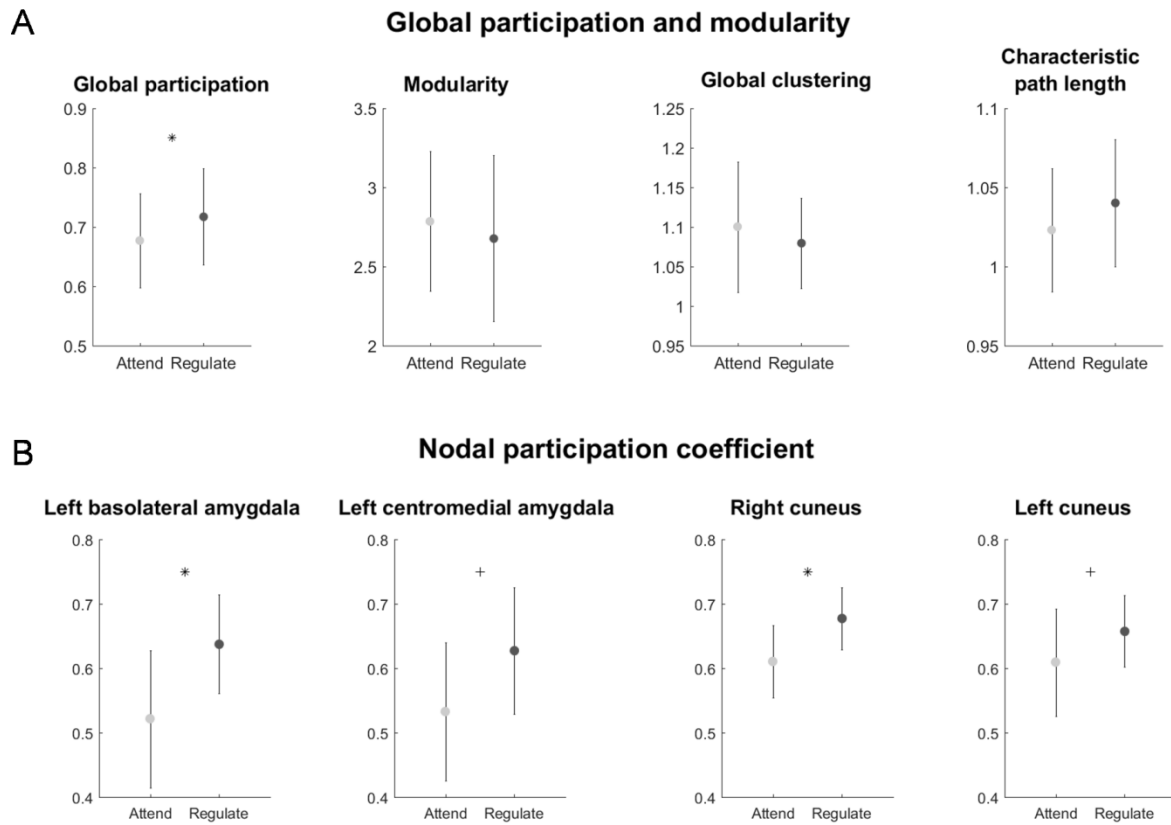 A
Global participation and modularity
Global participation
0.9
0.8
0.7
0.6
0.5
*
Attend Regulate
Modularity
3.5
3
2.5
2
Attend Regulate
Global clustering
1.25
1.2
1.15
1.1
1.05
1
0.95
Attend Regulate
Characteristic
path length
1.1
1.05
1
0.95
Attend Regulate
B
Nodal participation coefficient
Left basolateral amygdala
0.8
0.7
0.6
0.5
0.4
*
Attend Regulate
Left centromedial amygdala
0.8
0.7
0.6
0.5
0.4
+
Attend Regulate
Right cuneus
0.8
0.7
0.6
0.5
0.4
*
Attend Regulate
Left cuneus
0.8
0.7
0.6
0.5
0.4
+
Attend Regulate